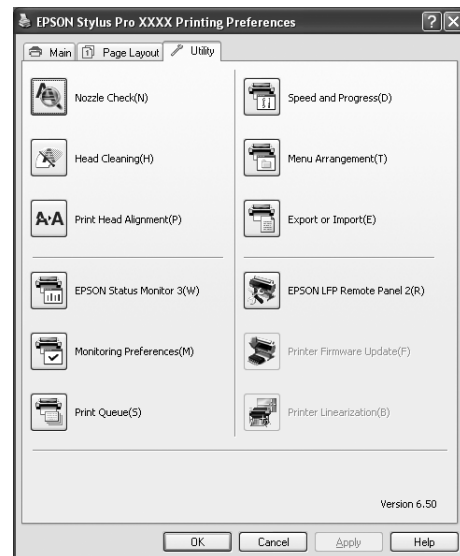 EPSON Stylus Pro XXXX Printing Preferences
Main
Page Layout
Utility
Nozzle Check(N)
Speed and Progress(D)
Head Cleaning(H)
Menu Arrangement(T)
Print Head Alignment(P)
Export or Import(E)
EPSON Status Monitor 3(W)
EPSON LFP Remote Panel 2(R)
Monitoring Preferences(M)
Printer Firmware Update(F)
Print Queue(S)
Printer Linearization(B)
Version 6.50
OK
Cancel
Apply
Help